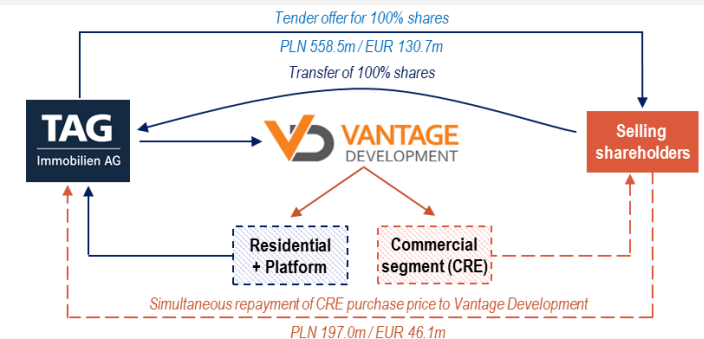 Tender offer for 100% shares
PLN 558.5m / EUR 130.7m
Transfer of 100% shares
TAG
Immobilien AG
VD VANTAGE
DEVELOPMENT
Selling
shareholders
Residential
+ Platform
Commercial
segment (CRE)
Simultaneous repayment of CRE purchase price to Vantage Development
PLN 197.0m / EUR 46.1m